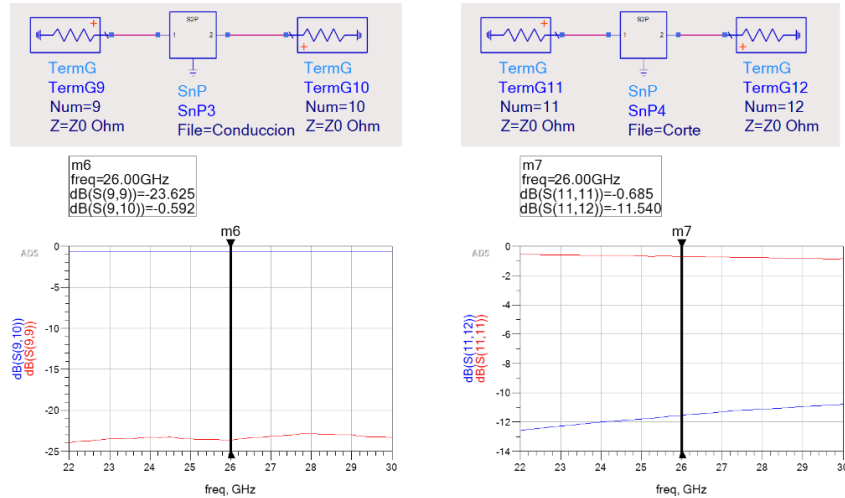 S2P
1
2
TermG
TermG9
Num=9
Z=Z0 Ohm
SnP
SnP3
File=Conduccion
TermG
TermG10
Num=10
Z=Z0 Ohm
S2P
1
2
TermG
TermG11
Num=11
Z=Z0 Ohm
SnP
SnP4
File=Corte
TermG
TermG12
Num=12
Z=Z0 Ohm
m6
freq=26.00GHz
dB(S(9,9))=-23.625
dB(S(9,10))=-0.592
m7
freq=26.00GHz
dB(S(11,11))=-0.685
dB(S(11,12))=-11.540
m6
ADS
dB(S(9,10))
dB(S(9,9))
0
-5
-10
-15
-20
-25
22 23 24 25 26 27 28 29 30
freq, GHz
m7
ADS
dB(S(11,12))
dB(S(11,11))
0
-2
-4
-6
-8
-10
-12
-14
22 23 24 25 26 27 28 29 30
freq, GHz